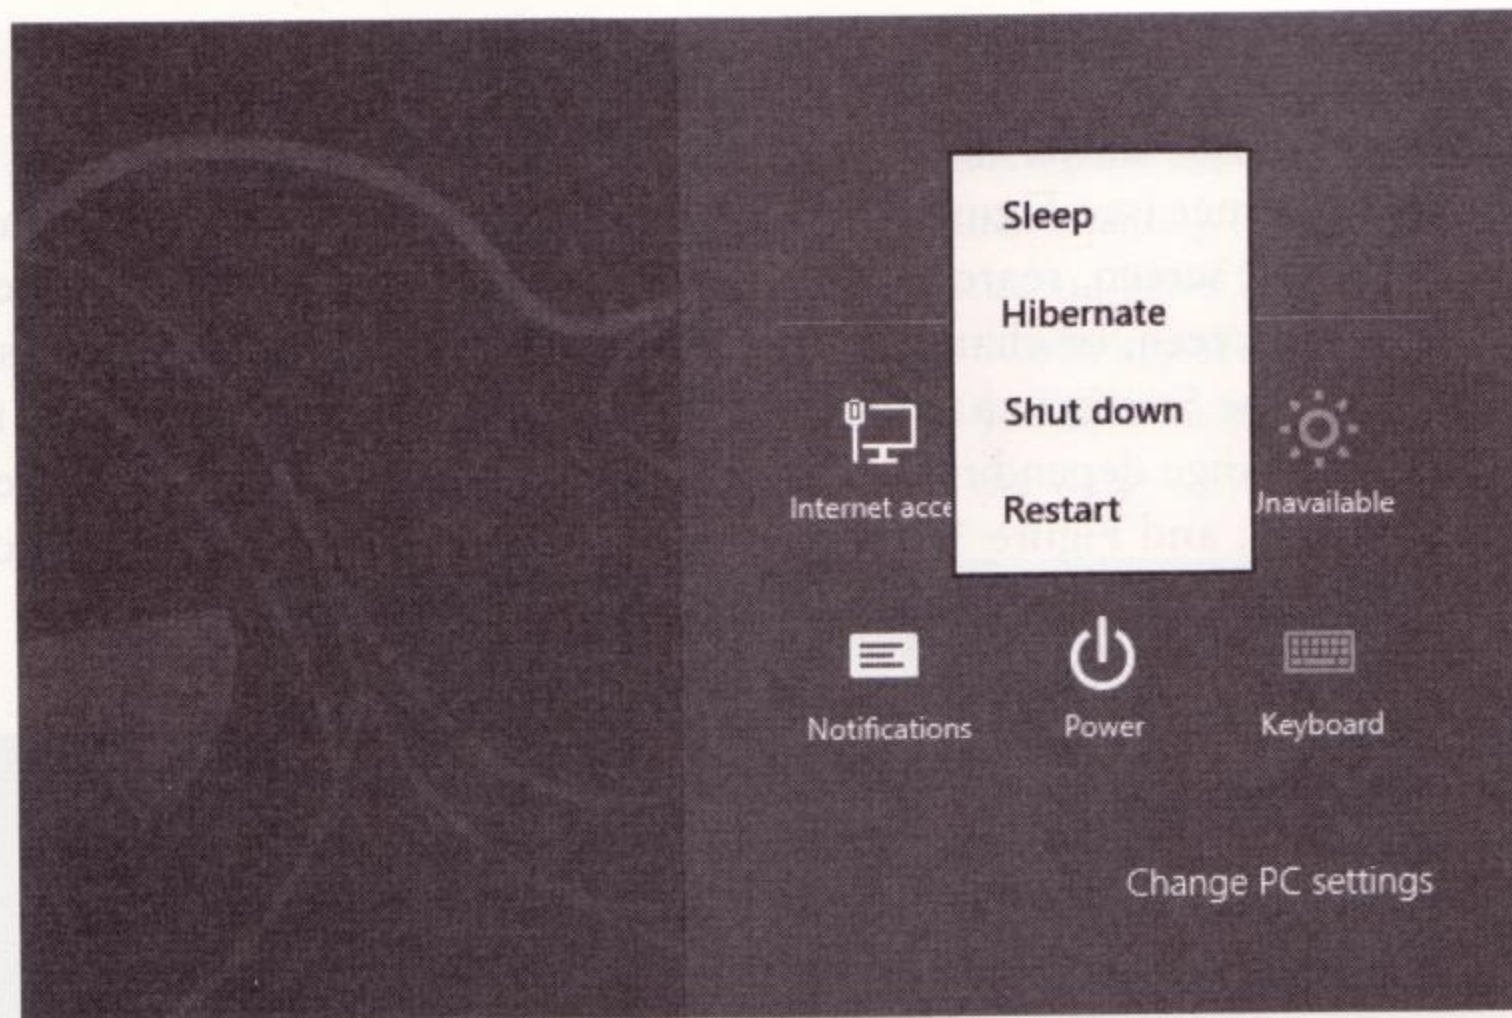 Sleep
Hibernate
Shut down
Restart
Internet acce
Jnavailable
Notifications
Power
Keyboard
Change PC settings